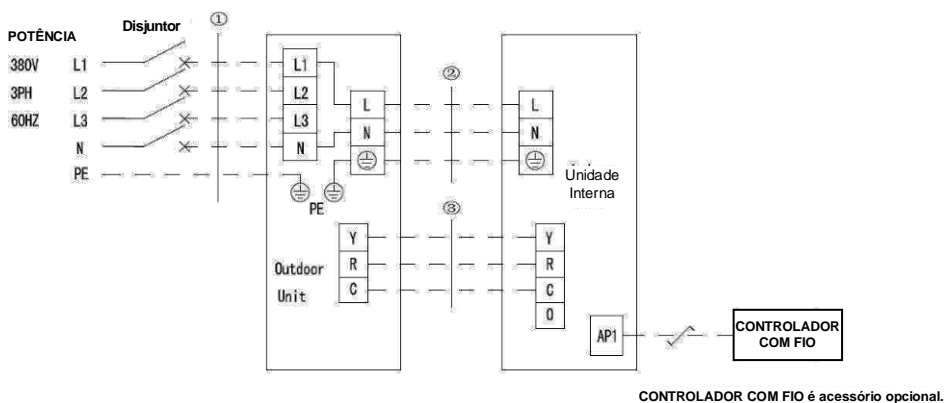 ①
Disjuntor
POTÊNCIA
380V L1
3PH L2
60HZ L3
N
PE
L1
L2
L3
N
PE
L
N
②
L
N
Unidade
Interna
③
Outdoor
Unit
Y
R
C
Y
R
C
O
AP1
CONTROLADOR
COM FIO
CONTROLADOR COM FIO é acessório opcional.